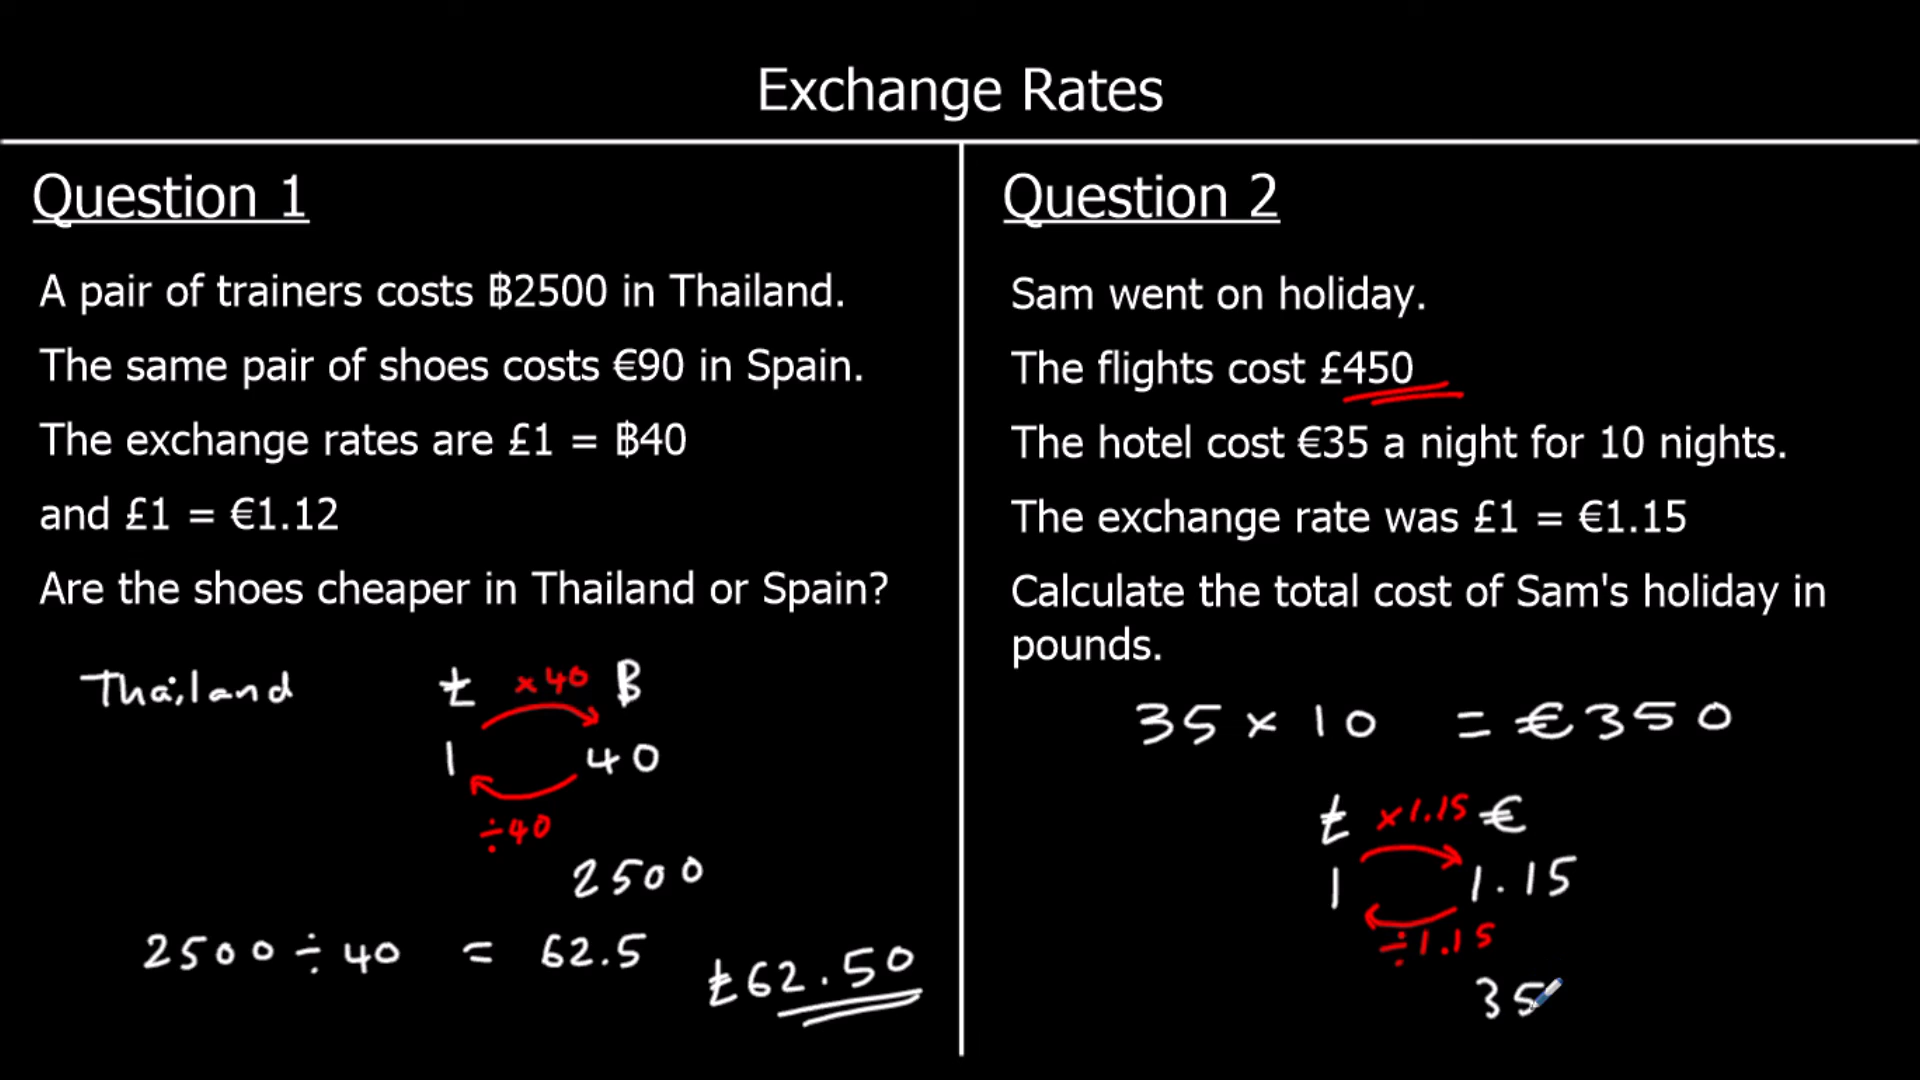 Exchange Rates
Question 1
A pair of trainers costs ฿2500 in Thailand.
The same pair of shoes costs €90 in Spain.
The exchange rates are £1 = ฿40
and £1 = €1.12
Are the shoes cheaper in Thailand or Spain?
Thailand
£ ×40 ฿
1 40
÷40
2500
2500 ÷ 40 = 62.5
£62.50
Question 2
Sam went on holiday.
The flights cost £450
The hotel cost €35 a night for 10 nights.
The exchange rate was £1 = €1.15
Calculate the total cost of Sam's holiday in
pounds.
35 × 10 = €350
£ ×1.15 €
1 1.15
÷1.15
35